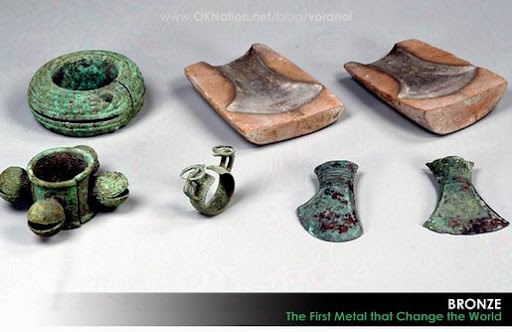 www.OKNation.net/blog/voranai
BRONZE
The First Metal that Change the World